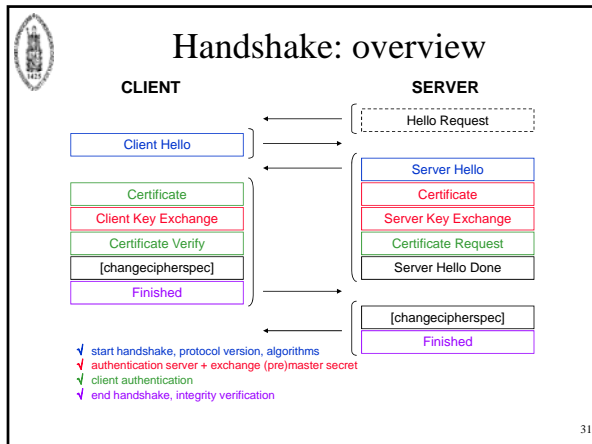 1425
Handshake: overview
CLIENT
SERVER
Hello Request
Client Hello
Server Hello
Certificate
Certificate
Client Key Exchange
Server Key Exchange
Certificate Verify
Certificate Request
[changecipherspec]
Server Hello Done
Finished
[changecipherspec]
Finished
√ start handshake, protocol version, algorithms
√ authentication server + exchange (pre)master secret
√ client authentication
√ end handshake, integrity verification
31